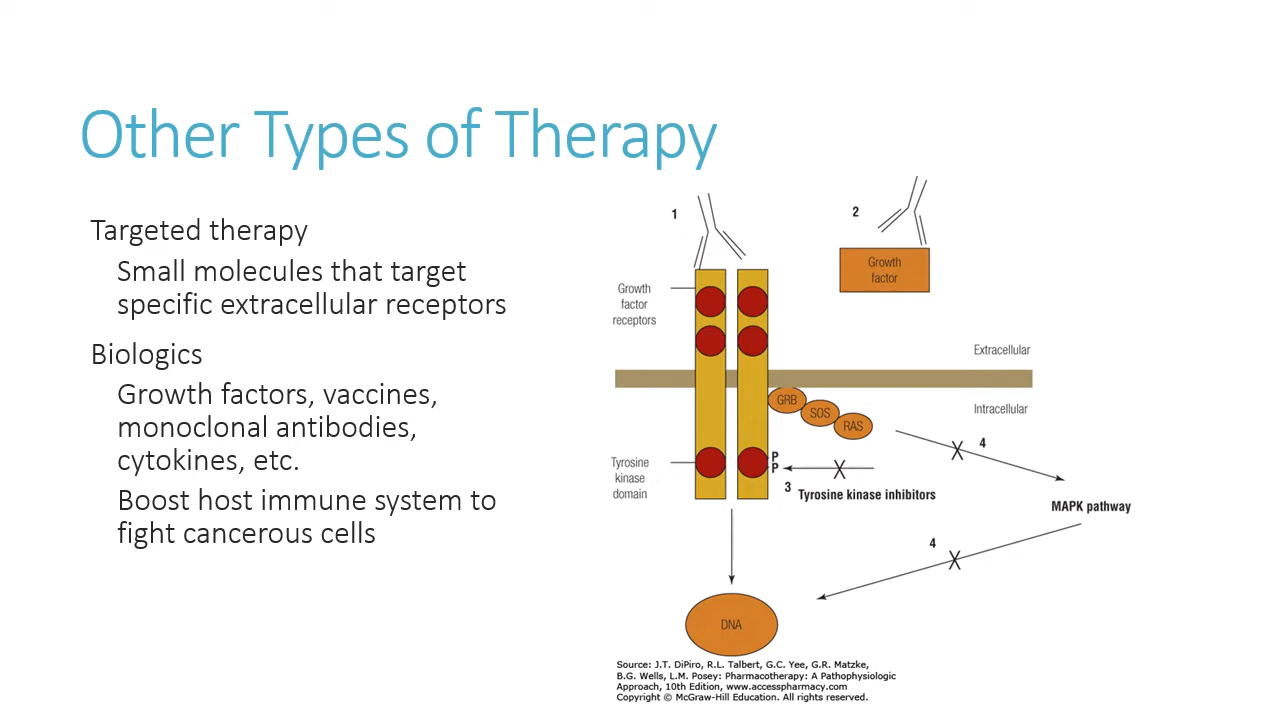 Other Types of Therapy
Targeted therapy
Small molecules that target
specific extracellular receptors
Biologics
Growth factors, vaccines,
monoclonal antibodies,
cytokines, etc.
Boost host immune system to
fight cancerous cells
1
2
Growth
factor
Growth
factor
receptors
Extracellular
Intracellular
GRB
SOS
RAS
4
Tyrosine
kinase
domain
P
P
3
Tyrosine kinase inhibitors
MAPK pathway
4
DNA
Source: J.T. DiPiro, R.L. Talbert, G.C. Yee, G.R. Matzke,
B.G. Wells, L.M. Posey: Pharmacotherapy: A Pathophysiologic
Approach, 10th Edition, www.accesspharmacy.com
Copyright © McGraw-Hill Education. All rights reserved.